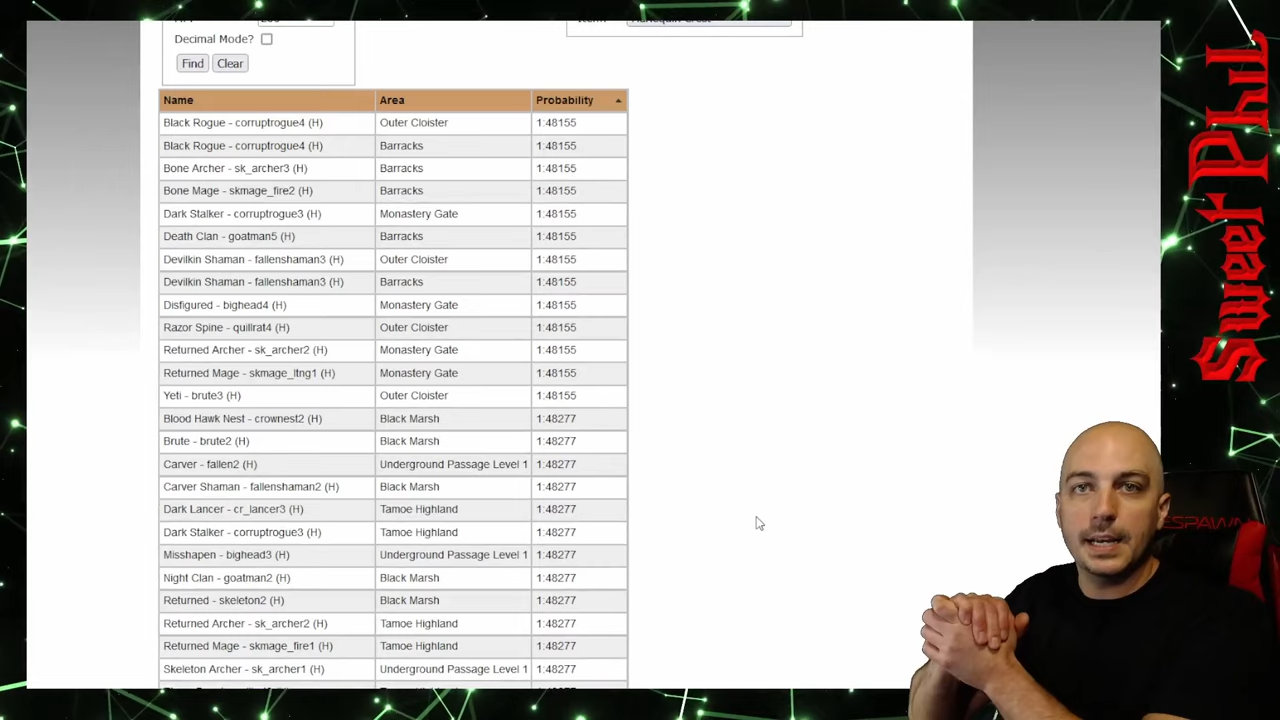 Decimal Mode?
Find Clear
Name Area Probability
Black Rogue - corruptrogue4 (H) Outer Cloister 1:48155
Black Rogue - corruptrogue4 (H) Barracks 1:48155
Bone Archer - sk_archer3 (H) Barracks 1:48155
Bone Mage - skmage_fire2 (H) Barracks 1:48155
Dark Stalker - corruptrogue3 (H) Monastery Gate 1:48155
Death Clan - goatman5 (H) Barracks 1:48155
Devilkin Shaman - fallenshaman3 (H) Outer Cloister 1:48155
Devilkin Shaman - fallenshaman3 (H) Barracks 1:48155
Disfigured - bighead4 (H) Monastery Gate 1:48155
Razor Spine - quillrat4 (H) Outer Cloister 1:48155
Returned Archer - sk_archer2 (H) Monastery Gate 1:48155
Returned Mage - skmage_ltng1 (H) Monastery Gate 1:48155
Yeti - brute3 (H) Outer Cloister 1:48155
Blood Hawk Nest - crownest2 (H) Black Marsh 1:48277
Brute - brute2 (H) Black Marsh 1:48277
Carver - fallen2 (H) Underground Passage Level 1 1:48277
Carver Shaman - fallenshaman2 (H) Black Marsh 1:48277
Dark Lancer - cr_lancer3 (H) Tamoe Highland 1:48277
Dark Stalker - corruptrogue3 (H) Tamoe Highland 1:48277
Misshapen - bighead3 (H) Underground Passage Level 1 1:48277
Night Clan - goatman2 (H) Black Marsh 1:48277
Returned - skeleton2 (H) Black Marsh 1:48277
Returned Archer - sk_archer2 (H) Tamoe Highland 1:48277
Returned Mage - skmage_fire1 (H) Tamoe Highland 1:48277
Skeleton Archer - sk_archer1 (H) Underground Passage Level 1 1:48277
Sweet Phil
ESPAWN